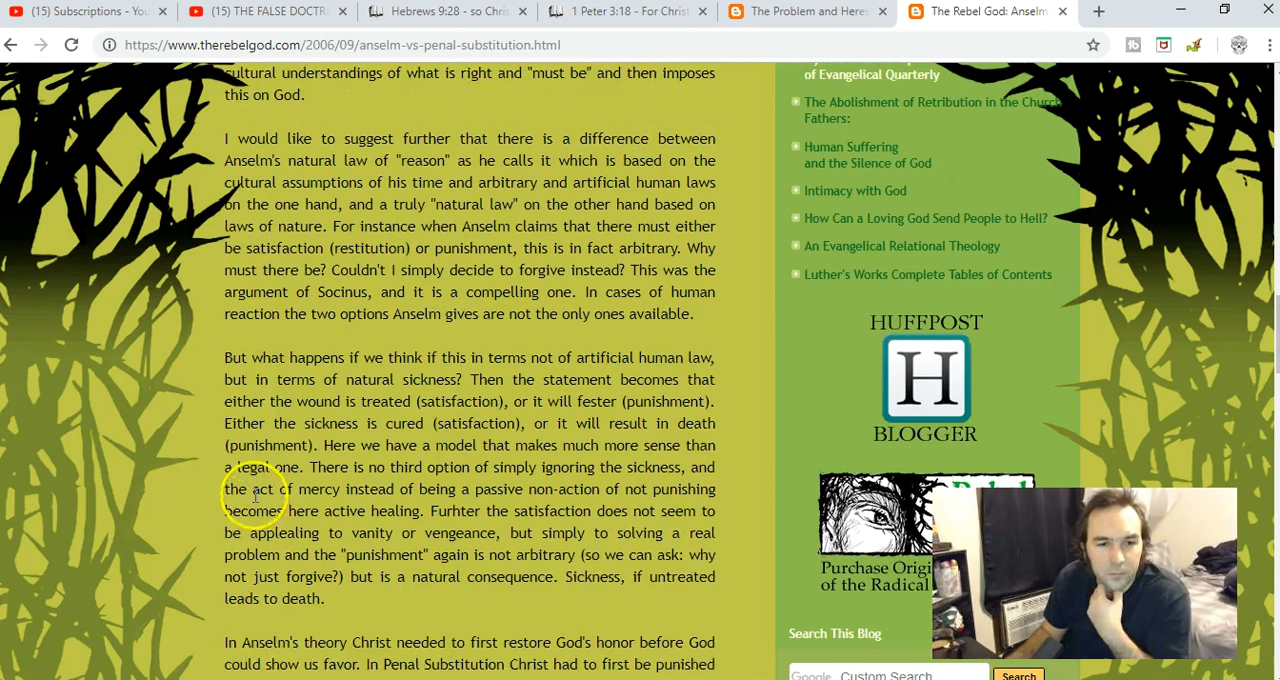 (15) Subscriptions - You
(15) THE FALSE DOCTRI
Hebrews 9:28 - so Chris
1 Peter 3:18 - For Christ
The Problem and Heres
The Rebel God: Anselm
https://www.therebelgod.com/2006/09/anselm-vs-penal-substitution.html
cultural understandings of what is right and "must be" and then imposes
this on God.
I would like to suggest further that there is a difference between
Anselm's natural law of "reason" as he calls it which is based on the
cultural assumptions of his time and arbitrary and artificial human laws
on the one hand, and a truly "natural law" on the other hand based on
laws of nature. For instance when Anselm claims that there must either
be satisfaction (restitution) or punishment, this is in fact arbitrary. Why
must there be? Couldn't I simply decide to forgive instead? This was the
argument of Socinus, and it is a compelling one. In cases of human
reaction the two options Anselm gives are not the only ones available.
But what happens if we think if this in terms not of artificial human law,
but in terms of natural sickness? Then the statement becomes that
either the wound is treated (satisfaction), or it will fester (punishment).
Either the sickness is cured (satisfaction), or it will result in death
(punishment). Here we have a model that makes much more sense than
a legal one. There is no third option of simply ignoring the sickness, and
the act of mercy instead of being a passive non-action of not punishing
becomes here active healing. Furhter the satisfaction does not seem to
be applealing to vanity or vengeance, but simply to solving a real
problem and the "punishment" again is not arbitrary (so we can ask: why
not just forgive?) but is a natural consequence. Sickness, if untreated
leads to death.
In Anselm's theory Christ needed to first restore God's honor before God
could show us favor. In Penal Substitution Christ had to first be punished
of Evangelical Quarterly
The Abolishment of Retribution in the Church
Fathers:
Human Suffering
and the Silence of God
Intimacy with God
How Can a Loving God Send People to Hell?
An Evangelical Relational Theology
Luther's Works Complete Tables of Contents
HUFFPOST
H
BLOGGER
Purchase Origi
of the Radical
Search This Blog
Google Custom Search
Search